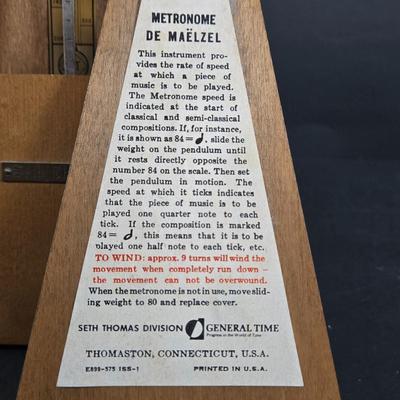 METRONOME
DE MAËLZEL
This instrument pro-
vides the rate of speed
at which a piece of
music is to be played.
The Metronome speed is
indicated at the start of
classical and semi-classical
compositions. If, for instance,
it is shown as 84 = 𝅘𝅥, slide the
weight on the pendulum until
it rests directly opposite the
number 84 on the scale. Then set
the pendulum in motion. The
speed at which it ticks indicates
that the piece of music is to be
played one quarter note to each
tick. If the composition is marked
84 = 𝅗𝅥, this means that it is to be
played one half note to each tick, etc.
TO WIND: approx. 9 turns will wind the
movement when completely run down –
the movement can not be overwound.
When the metronome is not in use, move slid-
ing weight to 80 and replace cover.
SETH THOMAS DIVISION GENERAL TIME
Progress in the World of Time
THOMASTON, CONNECTICUT, U.S.A.
E899-575 ISS-1 PRINTED IN U.S.A.